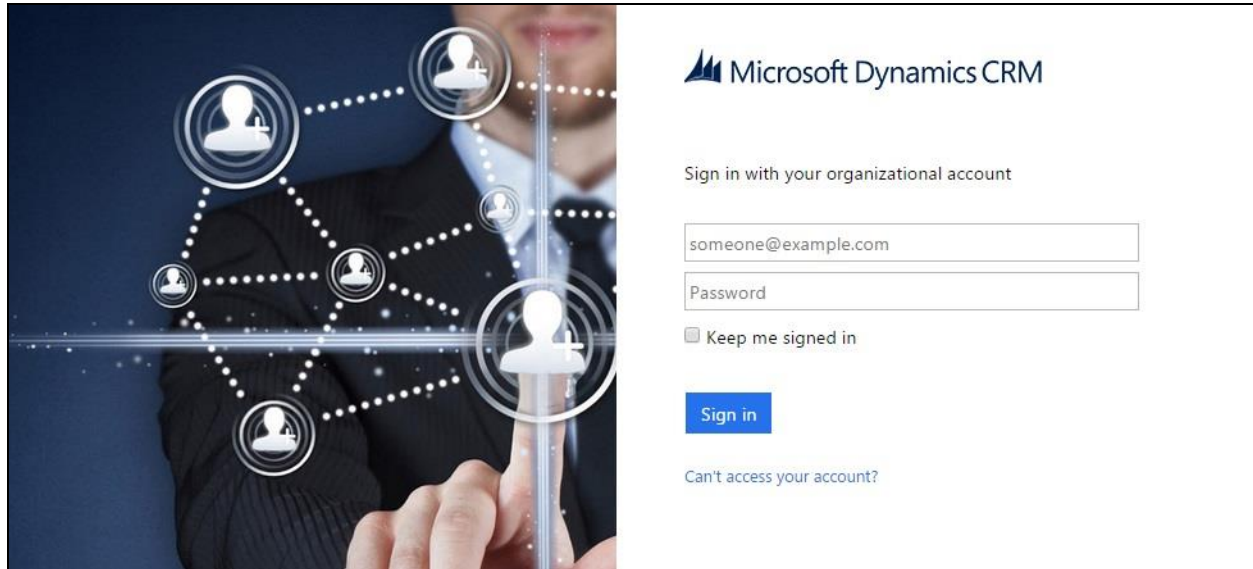 Microsoft Dynamics CRM
Sign in with your organizational account
someone@example.com
Password
Keep me signed in
Sign in
Can't access your account?